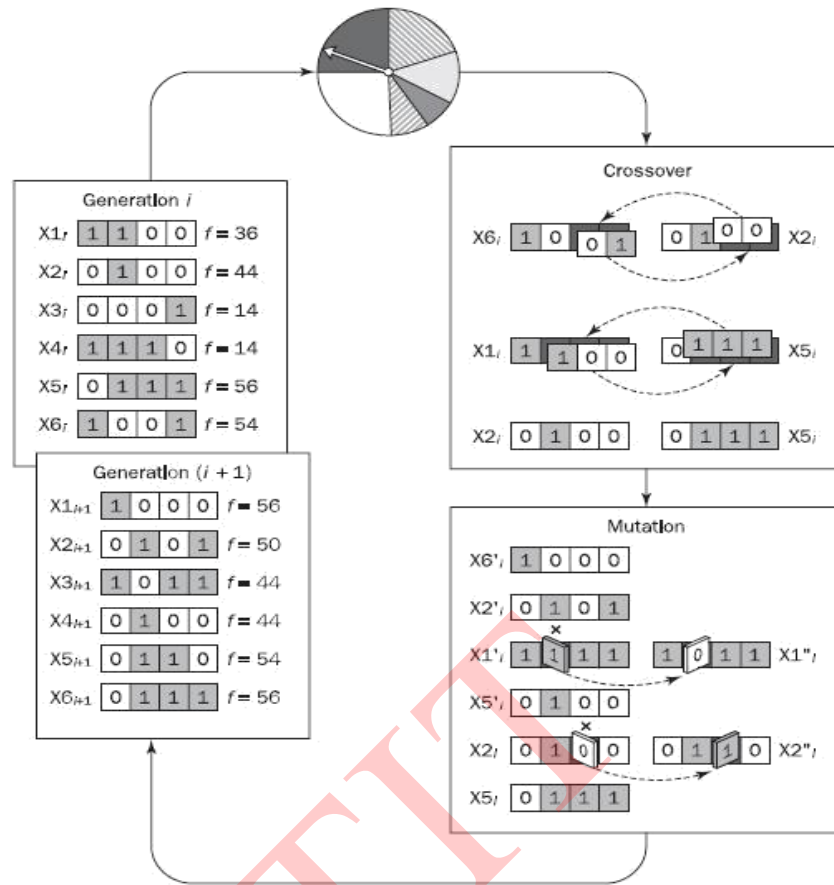 Generation i
X1i 1 1 0 0 f = 36
X2i 0 1 0 0 f = 44
X3i 0 0 0 1 f = 14
X4i 1 1 1 0 f = 14
X5i 0 1 1 1 f = 56
X6i 1 0 0 1 f = 54
Generation (i + 1)
X1i+1 1 0 0 0 f = 56
X2i+1 0 1 0 1 f = 50
X3i+1 1 0 1 1 f = 44
X4i+1 0 1 0 0 f = 44
X5i+1 0 1 1 0 f = 54
X6i+1 0 1 1 1 f = 56
Crossover
X6i 1 0 0 1 0 1 0 0 X2i
X1i 1 1 0 0 0 1 1 1 X5i
X2i 0 1 0 0 0 1 1 1 X5i
Mutation
X6'i 1 0 0 0
X2'i 0 1 0 1
×
X1'i 1 1 1 1 1 0 1 1 X1"i
X5'i 0 1 0 0
×
X2i 0 1 0 0 0 1 1 0 X2"i
X5i 0 1 1 1